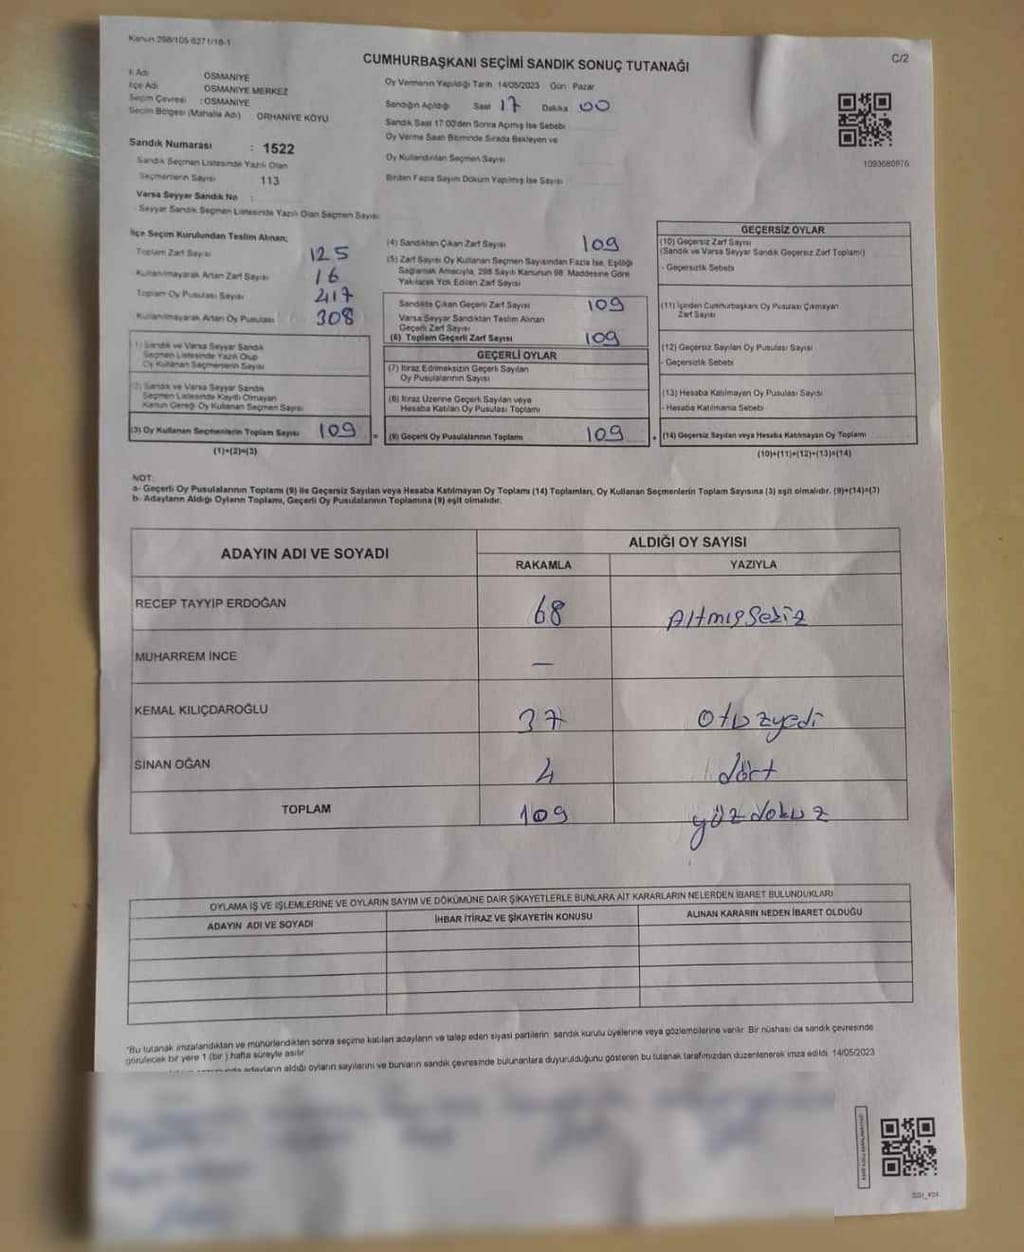 Kanun 298/105 6271/18-1
CUMHURBAŞKANI SEÇİMİ SANDIK SONUÇ TUTANAĞI
C/2
İl Adı OSMANİYE
İlçe Adı OSMANİYE MERKEZ
Seçim Çevresi : OSMANİYE
Seçim Bölgesi (Mahalle Adı) ORHANİYE KÖYÜ
Sandık Numarası : 1522
Sandık Seçmen Listesinde Yazılı Olan
Seçmenlerin Sayısı 113
Varsa Seyyar Sandık No :
Seyyar Sandık Seçmen Listesinde Yazılı Olan Seçmen Sayısı
Oy Vermenin Yapıldığı Tarih 14/05/2023 Gün Pazar
Sandığın Açıldığı Saat 17 Dakika 00
Sandık Saat 17:00'den Sonra Açmış İse Sebebi
Oy Verme Saati Bitiminde Sırada Bekleyen ve
Oy Kullandırılan Seçmen Sayısı
Birden Fazla Sayım Döküm Yapılmış İse Sayısı
1093680976
İlçe Seçim Kurulundan Teslim Alınan;
Toplam Zarf Sayısı 125
Kullanılmayarak Artan Zarf Sayısı 16
Toplam Oy Pusulası Sayısı 417
Kullanılmayarak Artan Oy Pusulası 308
(1) Sandık ve Varsa Seyyar Sandık
Seçmen Listesinde Yazılı Olup
Oy Kullanan Seçmenlerin Sayısı
(2) Sandık ve Varsa Seyyar Sandık
Seçmen Listesinde Kayıtlı Olmayan
Kanun Gereği Oy Kullanan Seçmen Sayısı
(3) Oy Kullanan Seçmenlerin Toplam Sayısı 109
(1)+(2)=(3)
(4) Sandıktan Çıkan Zarf Sayısı 109
(5) Zarf Sayısı Oy Kullanan Seçmen Sayısından Fazla İse, Eşitliği
Sağlamak Amacıyla, 298 Sayılı Kanunun 98. Maddesine Göre
Yakılarak Yok Edilen Zarf Sayısı
Sandıkta Çıkan Geçerli Zarf Sayısı 109
Varsa Seyyar Sandıktan Teslim Alınan
Geçerli Zarf Sayısı
(6) Toplam Geçerli Zarf Sayısı 109
GEÇERLİ OYLAR
(7) İtiraz Edilmeksizin Geçerli Sayılan
Oy Pusulalarının Sayısı
(8) İtiraz Üzerine Geçerli Sayılan veya
Hesaba Katılan Oy Pusulası Toplamı
(9) Geçerli Oy Pusulalarının Toplamı 109
GEÇERSİZ OYLAR
(10) Geçersiz Zarf Sayısı
(Sandık ve Varsa Seyyar Sandık Geçersiz Zarf Toplamı)
- Geçersizlik Sebebi
(11) İçinden Cumhurbaşkanı Oy Pusulası Çıkmayan
Zarf Sayısı
(12) Geçersiz Sayılan Oy Pusulası Sayısı
- Geçersizlik Sebebi
(13) Hesaba Katılmayan Oy Pusulası Sayısı
- Hesaba Katılmama Sebebi
(14) Geçersiz Sayılan veya Hesaba Katılmayan Oy Toplamı
(10)+(11)+(12)+(13)=(14)
NOT:
a- Geçerli Oy Pusulalarının Toplamı (9) ile Geçersiz Sayılan veya Hesaba Katılmayan Oy Toplamı (14) Toplamları, Oy Kullanan Seçmenlerin Toplam Sayısına (3) eşit olmalıdır. (9)+(14)=(3)
b- Adayların Aldığı Oyların Toplamı, Geçerli Oy Pusulalarının Toplamına (9) eşit olmalıdır.
ADAYIN ADI VE SOYADI ALDIĞI OY SAYISI
RAKAMLA YAZIYLA
RECEP TAYYİP ERDOĞAN 68 Altmışsekiz
MUHARREM İNCE —
KEMAL KILIÇDAROĞLU 37 Otuzyedi
SİNAN OĞAN 4 dört
TOPLAM 109 yüzdokuz
OYLAMA İŞ VE İŞLEMLERİNE VE OYLARIN SAYIM VE DÖKÜMÜNE DAİR ŞİKAYETLERLE BUNLARA AİT KARARLARIN NELERDEN İBARET BULUNDUKLARI
ADAYIN ADI VE SOYADI İHBAR İTİRAZ VE ŞİKAYETİN KONUSU ALINAN KARARIN NEDEN İBARET OLDUĞU
*Bu tutanak imzalandıktan ve mühürlendikten sonra seçime katılan adayların ve talep eden siyasi partilerin sandık kurulu üyelerine veya gözlemcilerine verilir. Bir nüshası da sandık çevresinde
görülecek bir yere 1 (bir) hafta süreyle asılır.
adayların aldığı oyların sayılarını ve bunların sandık çevresinde bulunanlara duyurulduğunu gösteren bu tutanak tarafımızdan düzenlenerek imza edildi. 14/05/2023